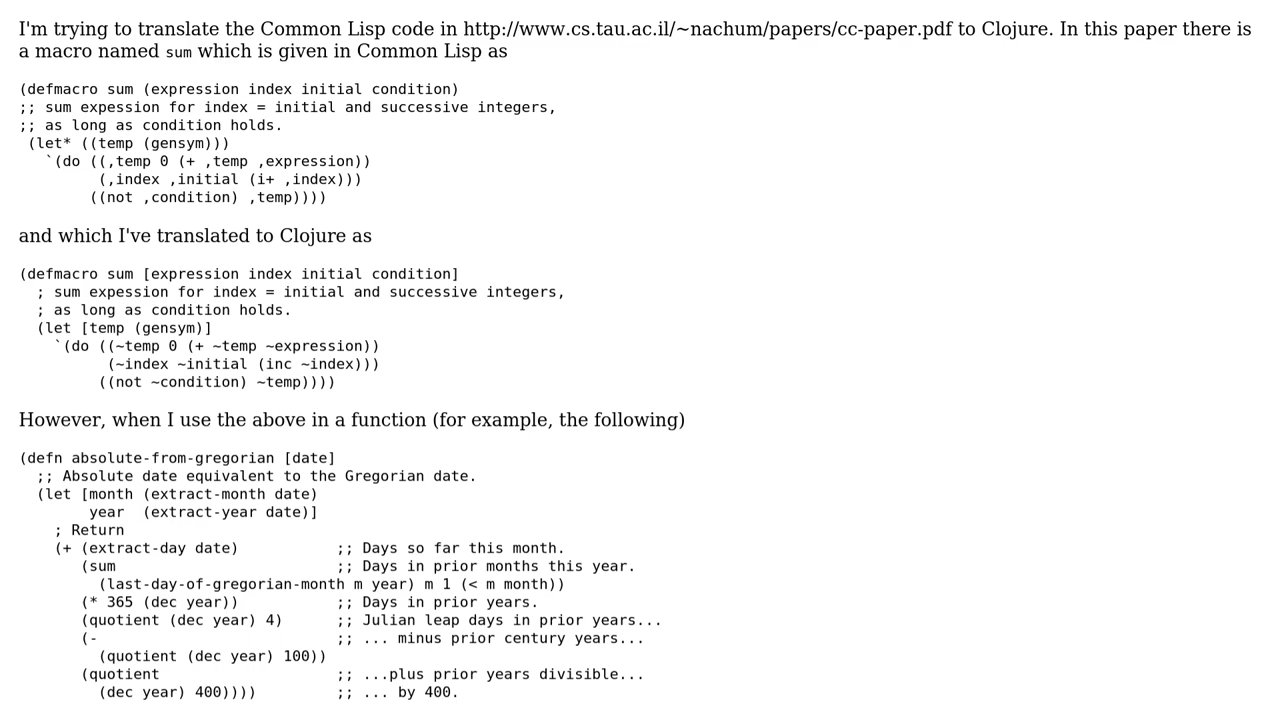 I'm trying to translate the Common Lisp code in http://www.cs.tau.ac.il/~nachum/papers/cc-paper.pdf to Clojure. In this paper there is
a macro named sum which is given in Common Lisp as
(defmacro sum (expression index initial condition)
;; sum expession for index = initial and successive integers,
;; as long as condition holds.
 (let* ((temp (gensym)))
   `(do ((,temp 0 (+ ,temp ,expression))
         (,index ,initial (i+ ,index)))
        ((not ,condition) ,temp))))
and which I've translated to Clojure as
(defmacro sum [expression index initial condition]
  ; sum expession for index = initial and successive integers,
  ; as long as condition holds.
  (let [temp (gensym)]
    `(do ((~temp 0 (+ ~temp ~expression))
          (~index ~initial (inc ~index)))
         ((not ~condition) ~temp))))
However, when I use the above in a function (for example, the following)
(defn absolute-from-gregorian [date]
  ;; Absolute date equivalent to the Gregorian date.
  (let [month (extract-month date)
        year  (extract-year date)]
    ; Return
    (+ (extract-day date)           ;; Days so far this month.
       (sum                         ;; Days in prior months this year.
         (last-day-of-gregorian-month m year) m 1 (< m month))
       (* 365 (dec year))           ;; Days in prior years.
       (quotient (dec year) 4)      ;; Julian leap days in prior years...
       (-                           ;; ... minus prior century years...
         (quotient (dec year) 100))
       (quotient                    ;; ...plus prior years divisible...
         (dec year) 400))))         ;; ... by 400.